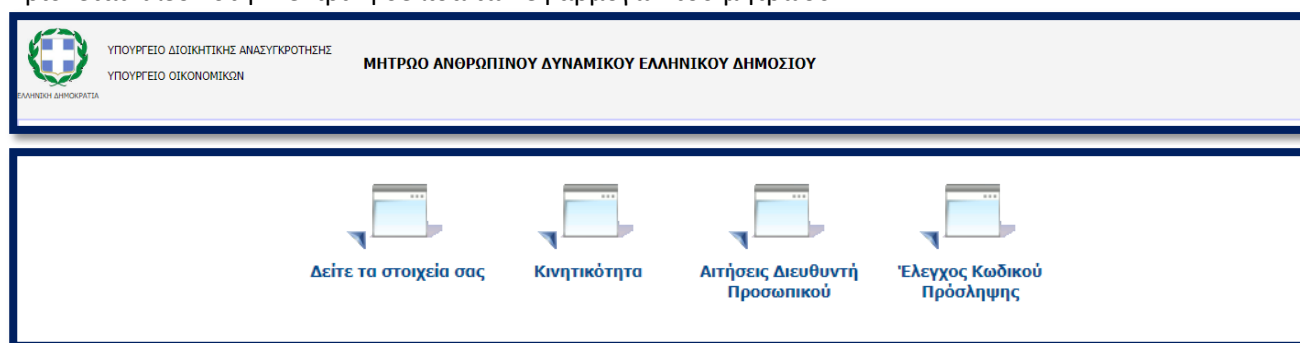 ΥΠΟΥΡΓΕΙΟ ΔΙΟΙΚΗΤΙΚΗΣ ΑΝΑΣΥΓΚΡΟΤΗΣΗΣ
ΥΠΟΥΡΓΕΙΟ ΟΙΚΟΝΟΜΙΚΩΝ
ΕΛΛΗΝΙΚΗ ΔΗΜΟΚΡΑΤΙΑ
ΜΗΤΡΩΟ ΑΝΘΡΩΠΙΝΟΥ ΔΥΝΑΜΙΚΟΥ ΕΛΛΗΝΙΚΟΥ ΔΗΜΟΣΙΟΥ
Δείτε τα στοιχεία σας
Κινητικότητα
Αιτήσεις Διευθυντή
Προσωπικού
Έλεγχος Κωδικού
Πρόσληψης